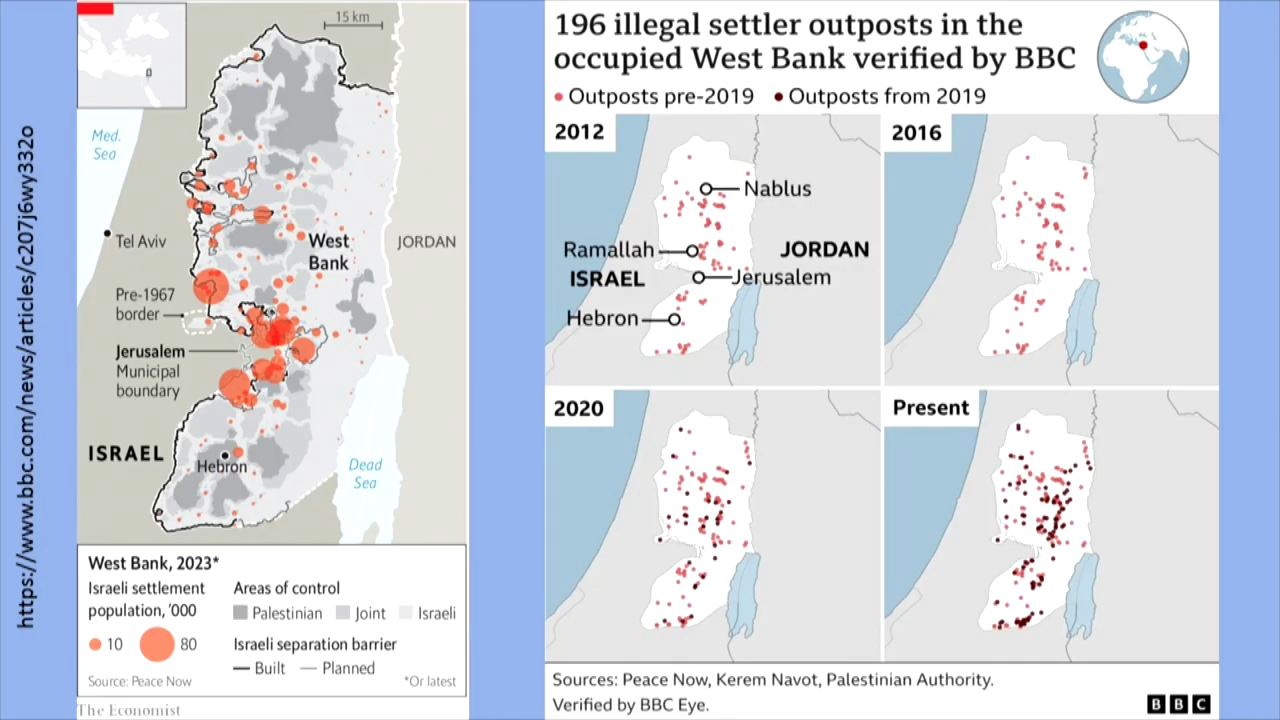 https://www.bbc.com/news/articles/c207j6wy332o
15 km
Med.
Sea
Tel Aviv
West
Bank
JORDAN
Pre-1967
border
Jerusalem
Municipal
boundary
ISRAEL
Hebron
Dead
Sea
West Bank, 2023*
Israeli settlement
population, '000
10
80
Areas of control
Palestinian
Joint
Israeli
Israeli separation barrier
Built
Planned
Source: Peace Now
*Or latest
The Economist
196 illegal settler outposts in the
occupied West Bank verified by BBC
Outposts pre-2019
Outposts from 2019
2012
Nablus
Ramallah
JORDAN
ISRAEL
Jerusalem
Hebron
2016
2020
Present
Sources: Peace Now, Kerem Navot, Palestinian Authority.
Verified by BBC Eye.
BBC